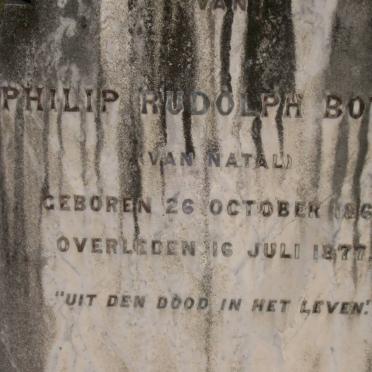 VAN
PHILIP RUDOLPH BO
(VAN NATAL)
GEBOREN 26 OCTOBER 186
OVERLEDEN 16 JULI 1877.
"UIT DEN DOOD IN HET LEVEN."